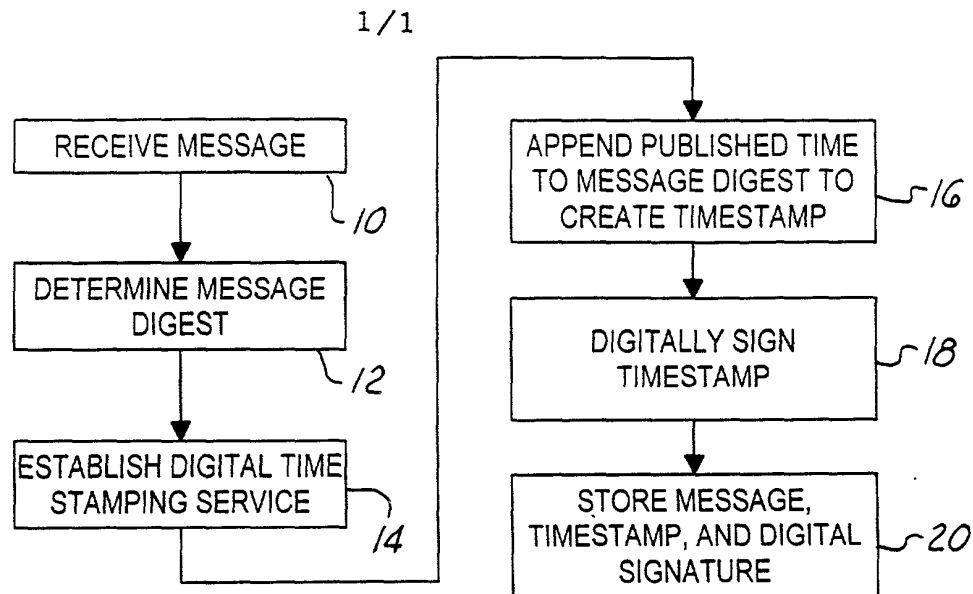 1/1
RECEIVE MESSAGE
10
DETERMINE MESSAGE
DIGEST
12
ESTABLISH DIGITAL TIME
STAMPING SERVICE
14
APPEND PUBLISHED TIME
TO MESSAGE DIGEST TO
CREATE TIMESTAMP
16
DIGITALLY SIGN
TIMESTAMP
18
STORE MESSAGE,
TIMESTAMP, AND DIGITAL
SIGNATURE
20